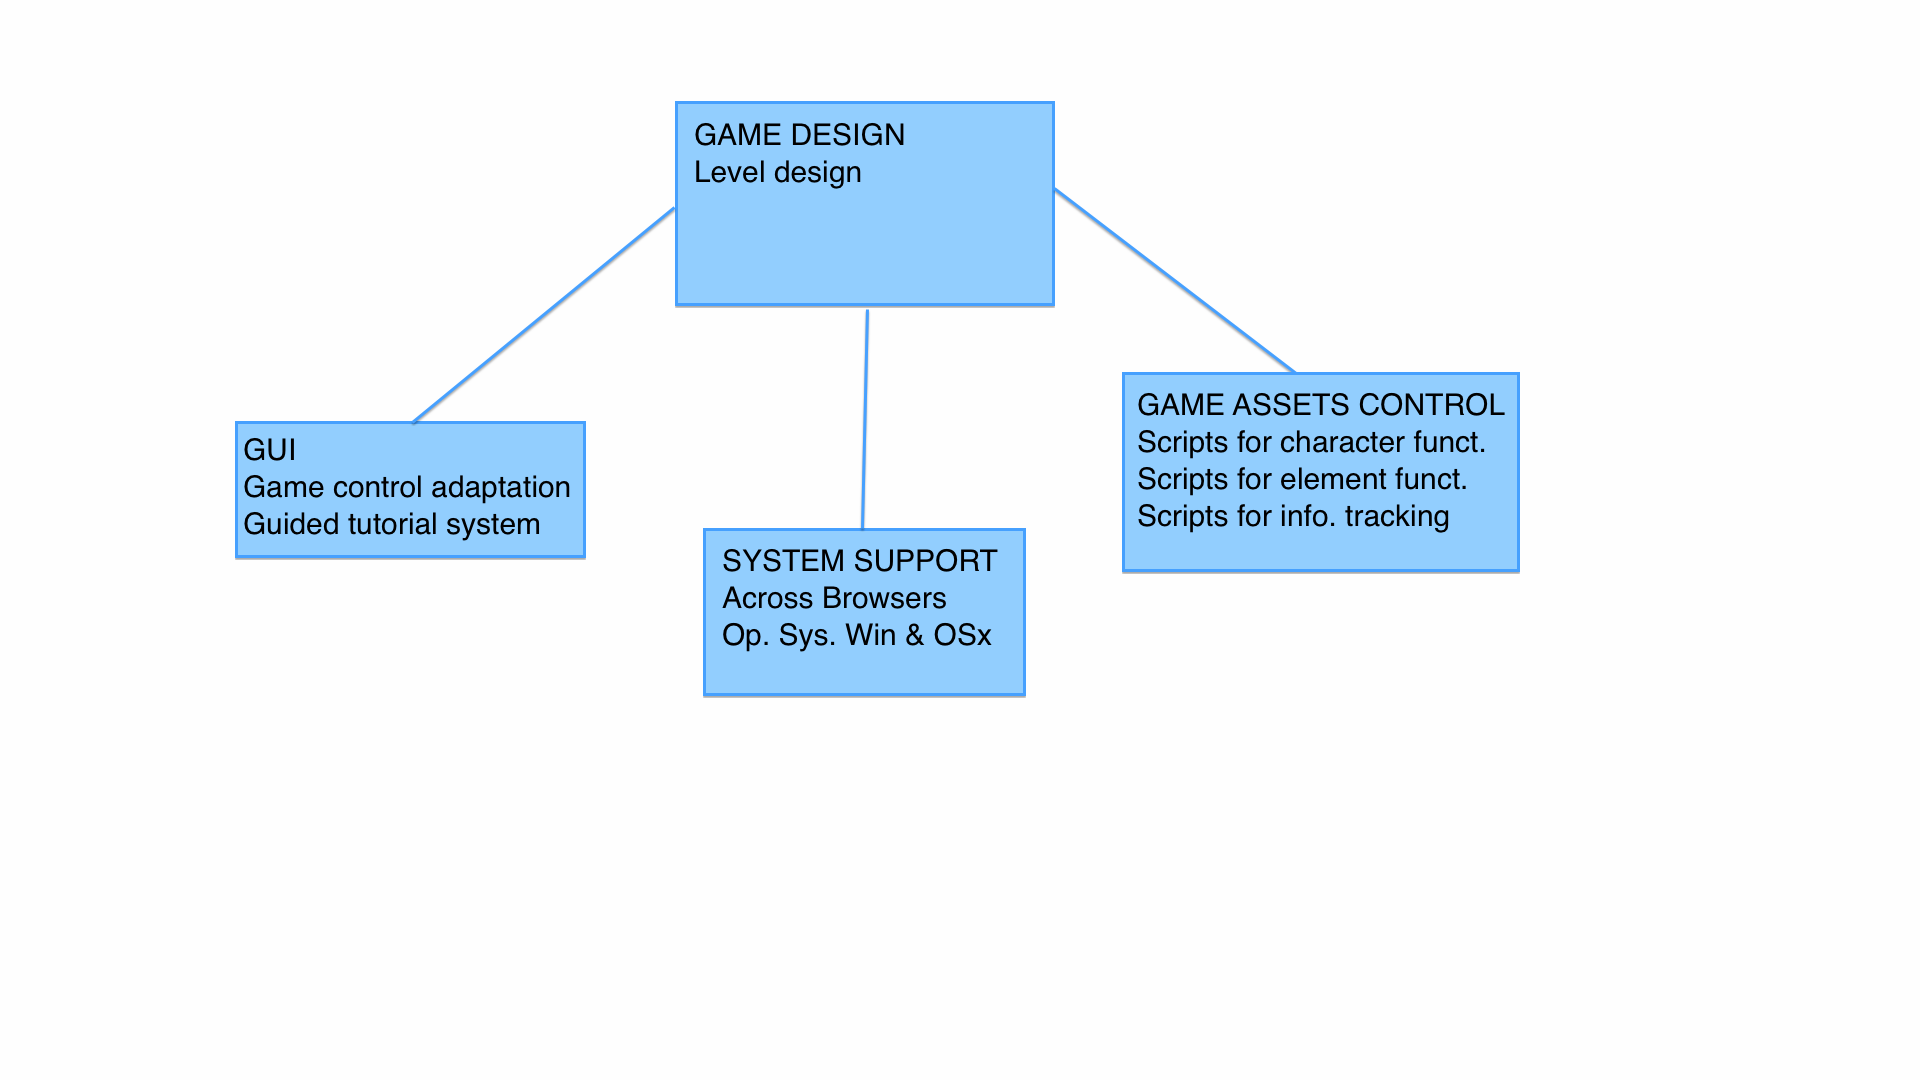 GAME DESIGN
Level design
GUI
Game control adaptation
Guided tutorial system
SYSTEM SUPPORT
Across Browsers
Op. Sys. Win & OSx
GAME ASSETS CONTROL
Scripts for character funct.
Scripts for element funct.
Scripts for info. tracking